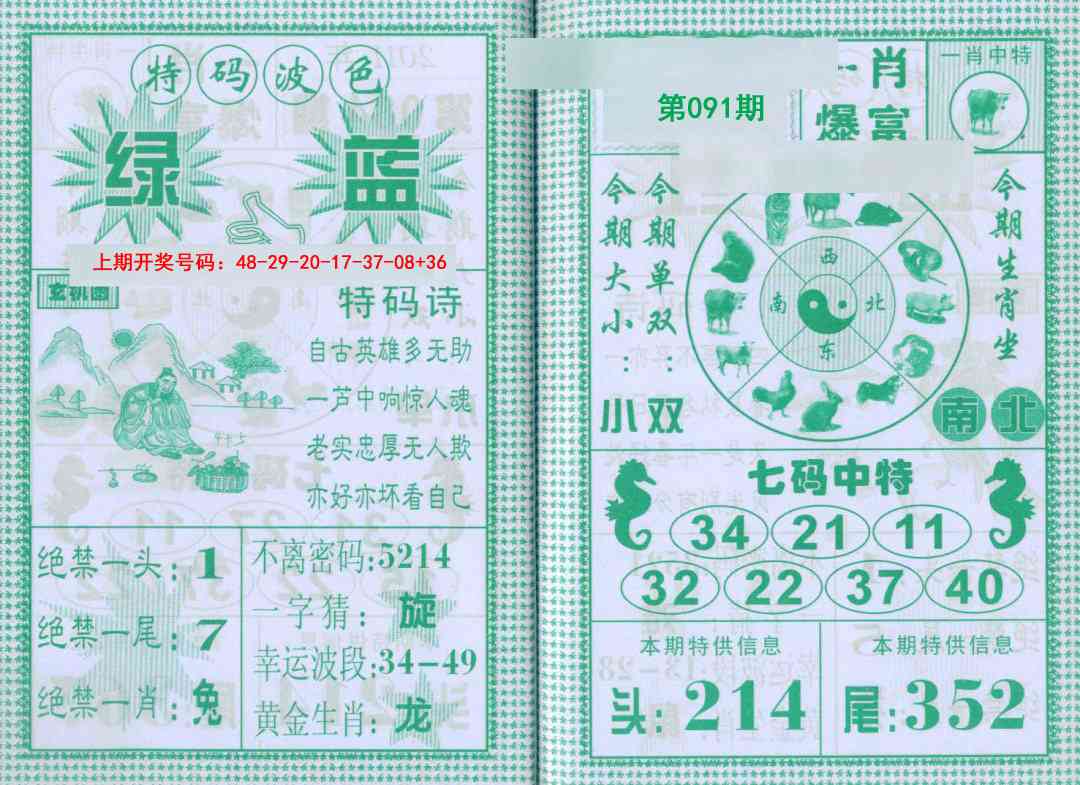 特码波色
绿 蓝
上期开奖号码：48-29-20-17-37-08+36
特码诗
自古英雄多无助
一芦中响惊人魂
老实忠厚无人欺
亦好亦坏看自己
绝禁一头：1
绝禁一尾：7
绝禁一肖：兔
不离密码：5214
一字猜：旋
幸运波段：34-49
黄金生肖：龙
第091期
一肖
爆富
一肖中特
今期大小：小
今期单双：双
西
南 北
东
今期生肖坐
南 北
七码中特
34 21 11
32 22 37 40
本期特供信息
头：214
本期特供信息
尾：352